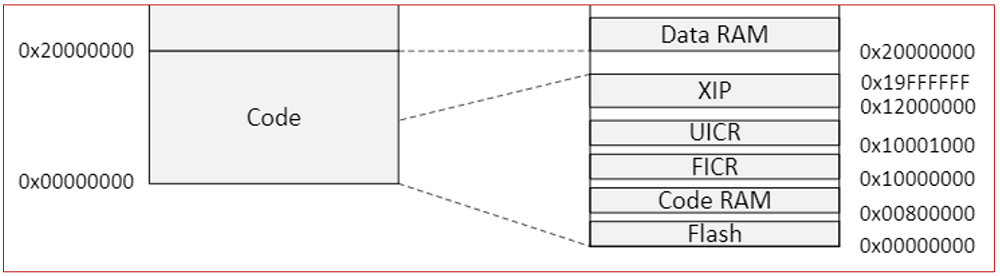 Data RAM
0x20000000
0x20000000
0x19FFFFFF
XIP
0x12000000
Code
UICR
0x10001000
FICR
0x00000000
0x10000000
Code RAM
0x00800000
Flash
0x00000000